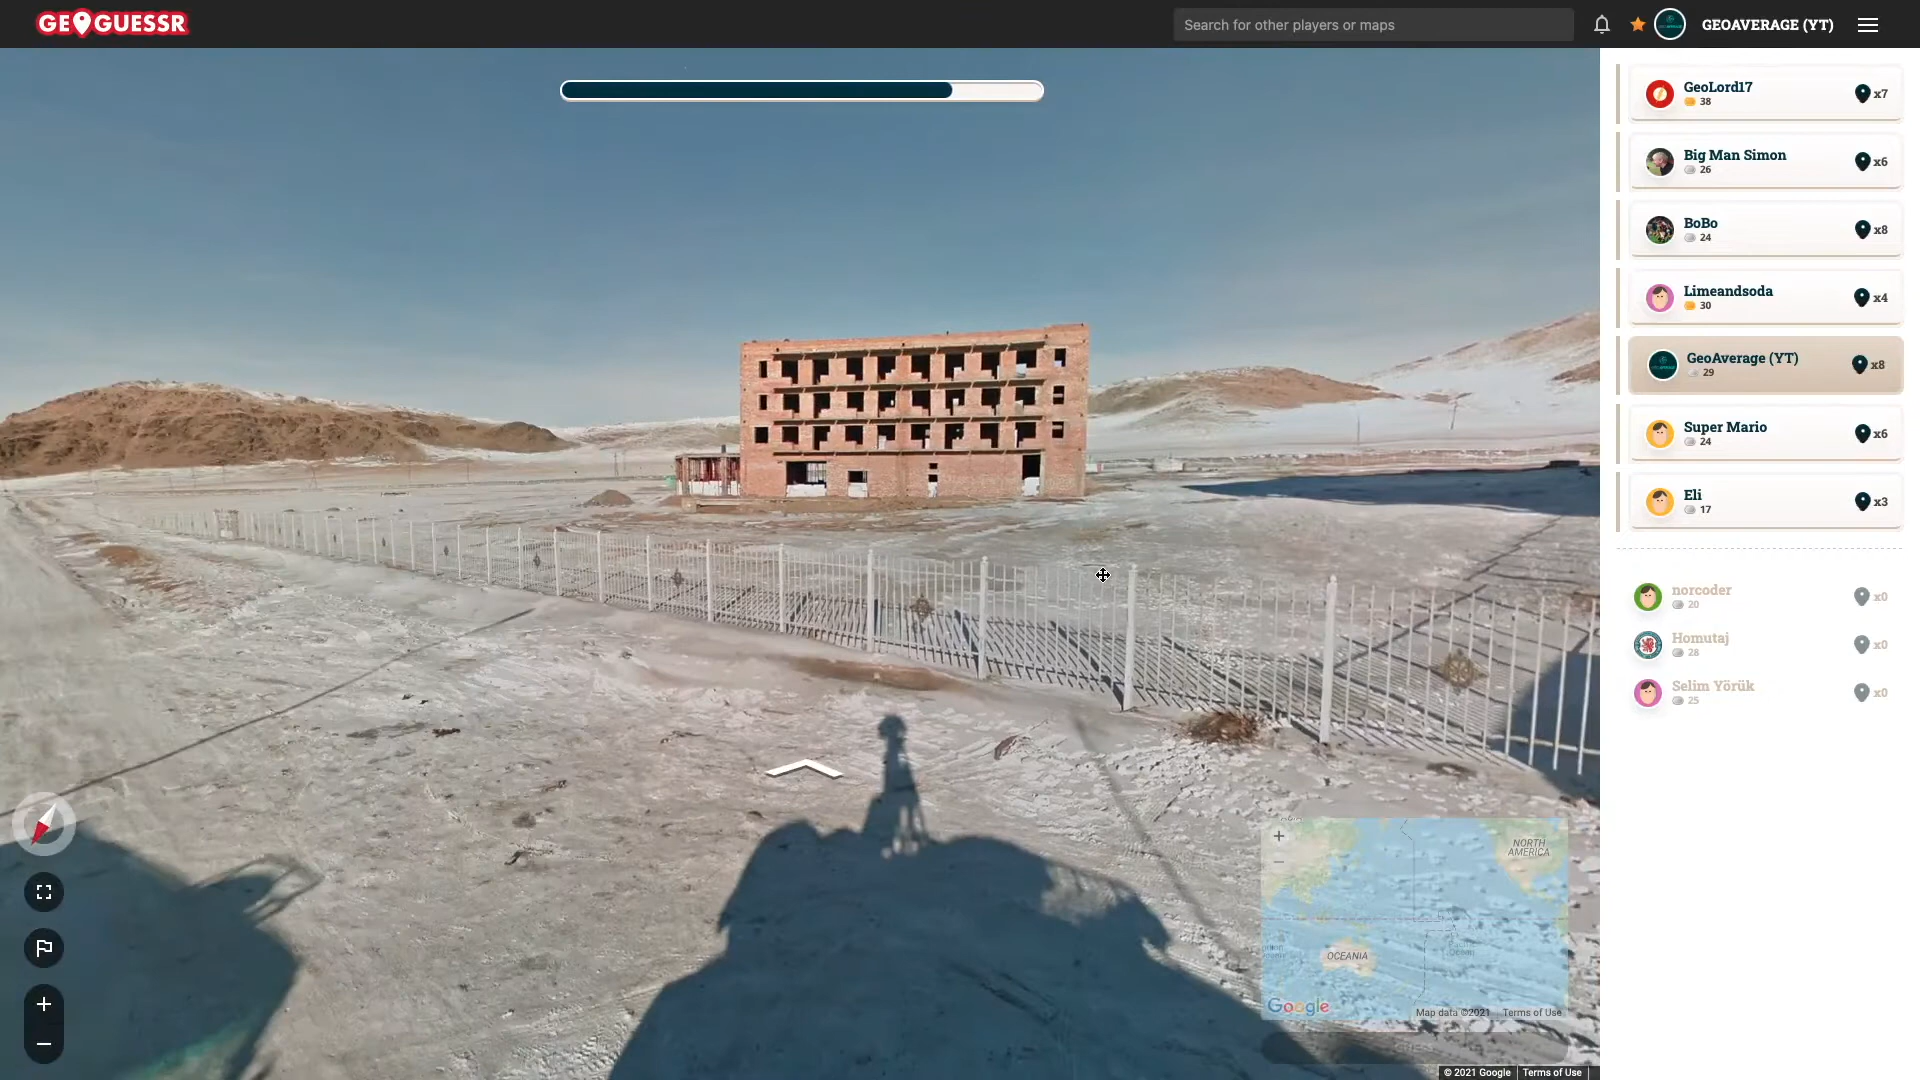 GEOGUESSR
Search for other players or maps
GEOAVERAGE (YT)
GeoLord17
38
x7
Big Man Simon
26
x6
BoBo
24
x8
Limeandsoda
30
x4
GeoAverage (YT)
29
x8
Super Mario
24
x6
Eli
17
x3
norcoder
20
x0
Homutaj
28
x0
Selim Yörük
25
x0
NORTH
AMERICA
OCEANIA
Pacific
Ocean
Google
Map data ©2021
Terms of Use
© 2021 Google
Terms of Use